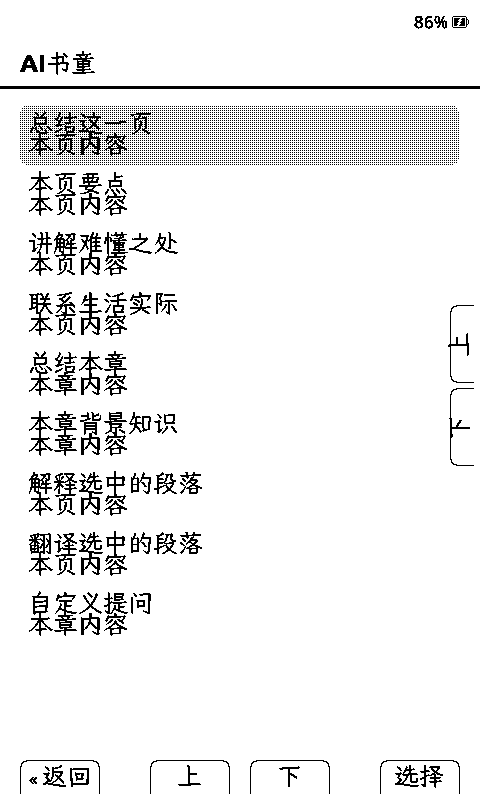 86%
AI书童
总结这一页
本页内容
本页要点
本页内容
讲解难懂之处
本页内容
联系生活实际
本页内容
总结本章
本章内容
本章背景知识
本章内容
解释选中的段落
本页内容
翻译选中的段落
本页内容
自定义提问
本章内容
上
下
« 返回
上
下
选择